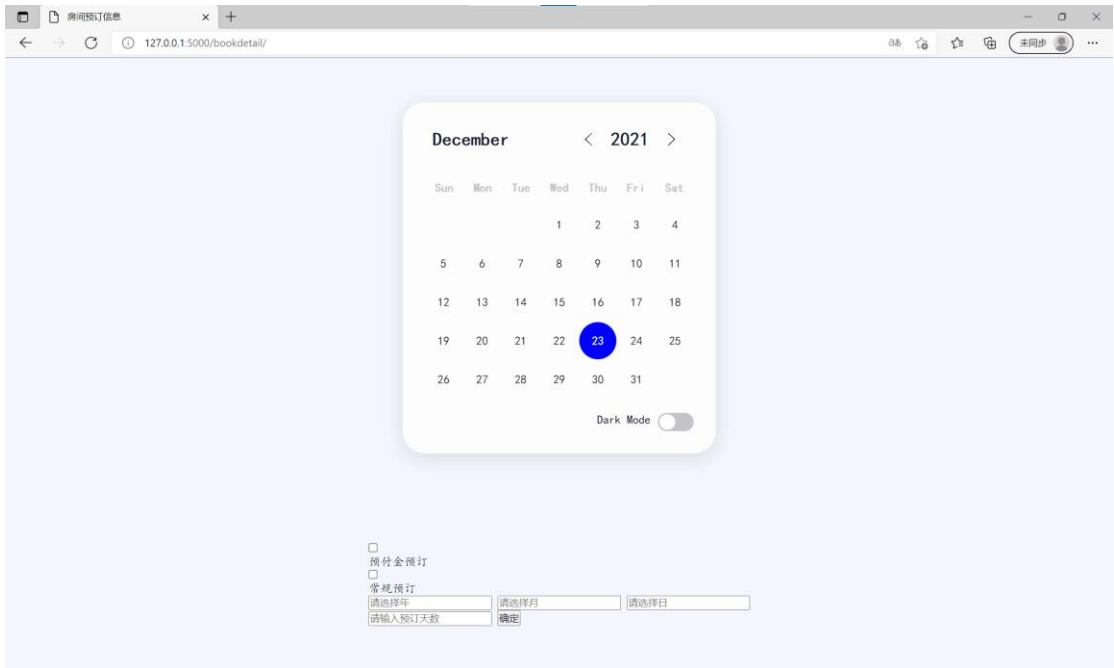 房间预订信息
127.0.0.1:5000/bookdetail/
aあ
未同步
December 2021
Sun Mon Tue Wed Thu Fri Sat
1 2 3 4
5 6 7 8 9 10 11
12 13 14 15 16 17 18
19 20 21 22 23 24 25
26 27 28 29 30 31
Dark Mode
预付金预订
常规预订
请选择年 请选择月 请选择日
请输入预订天数 确定